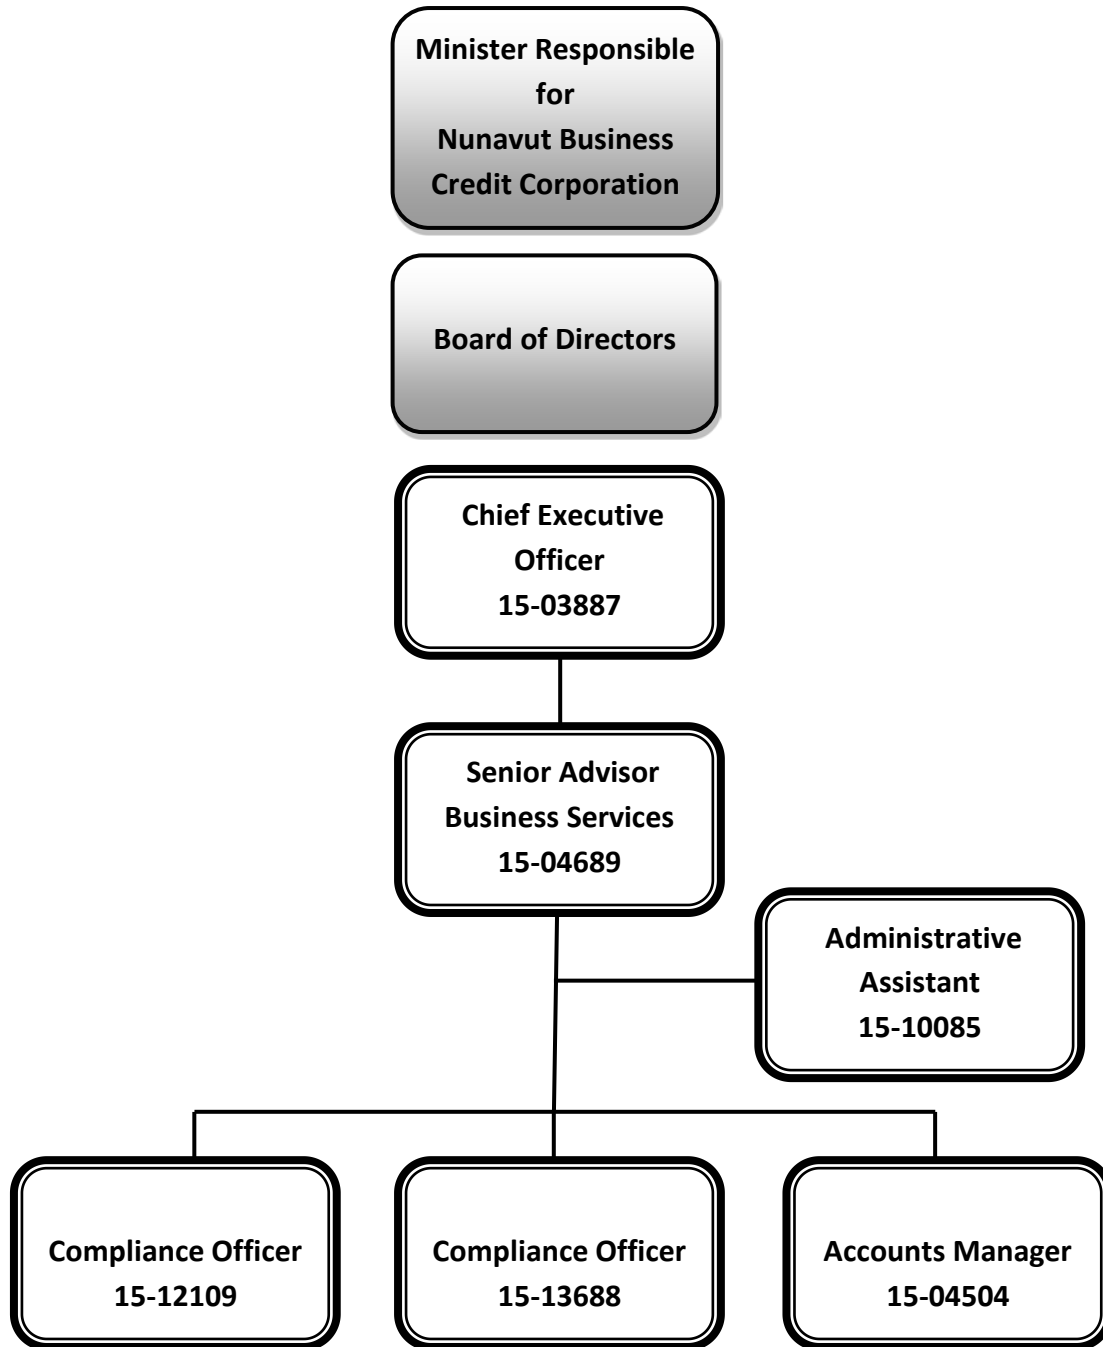 Minister Responsible
for
Nunavut Business
Credit Corporation
Board of Directors
Chief Executive
Officer
15-03887
Senior Advisor
Business Services
15-04689
Administrative
Assistant
15-10085
Compliance Officer
15-12109
Compliance Officer
15-13688
Accounts Manager
15-04504